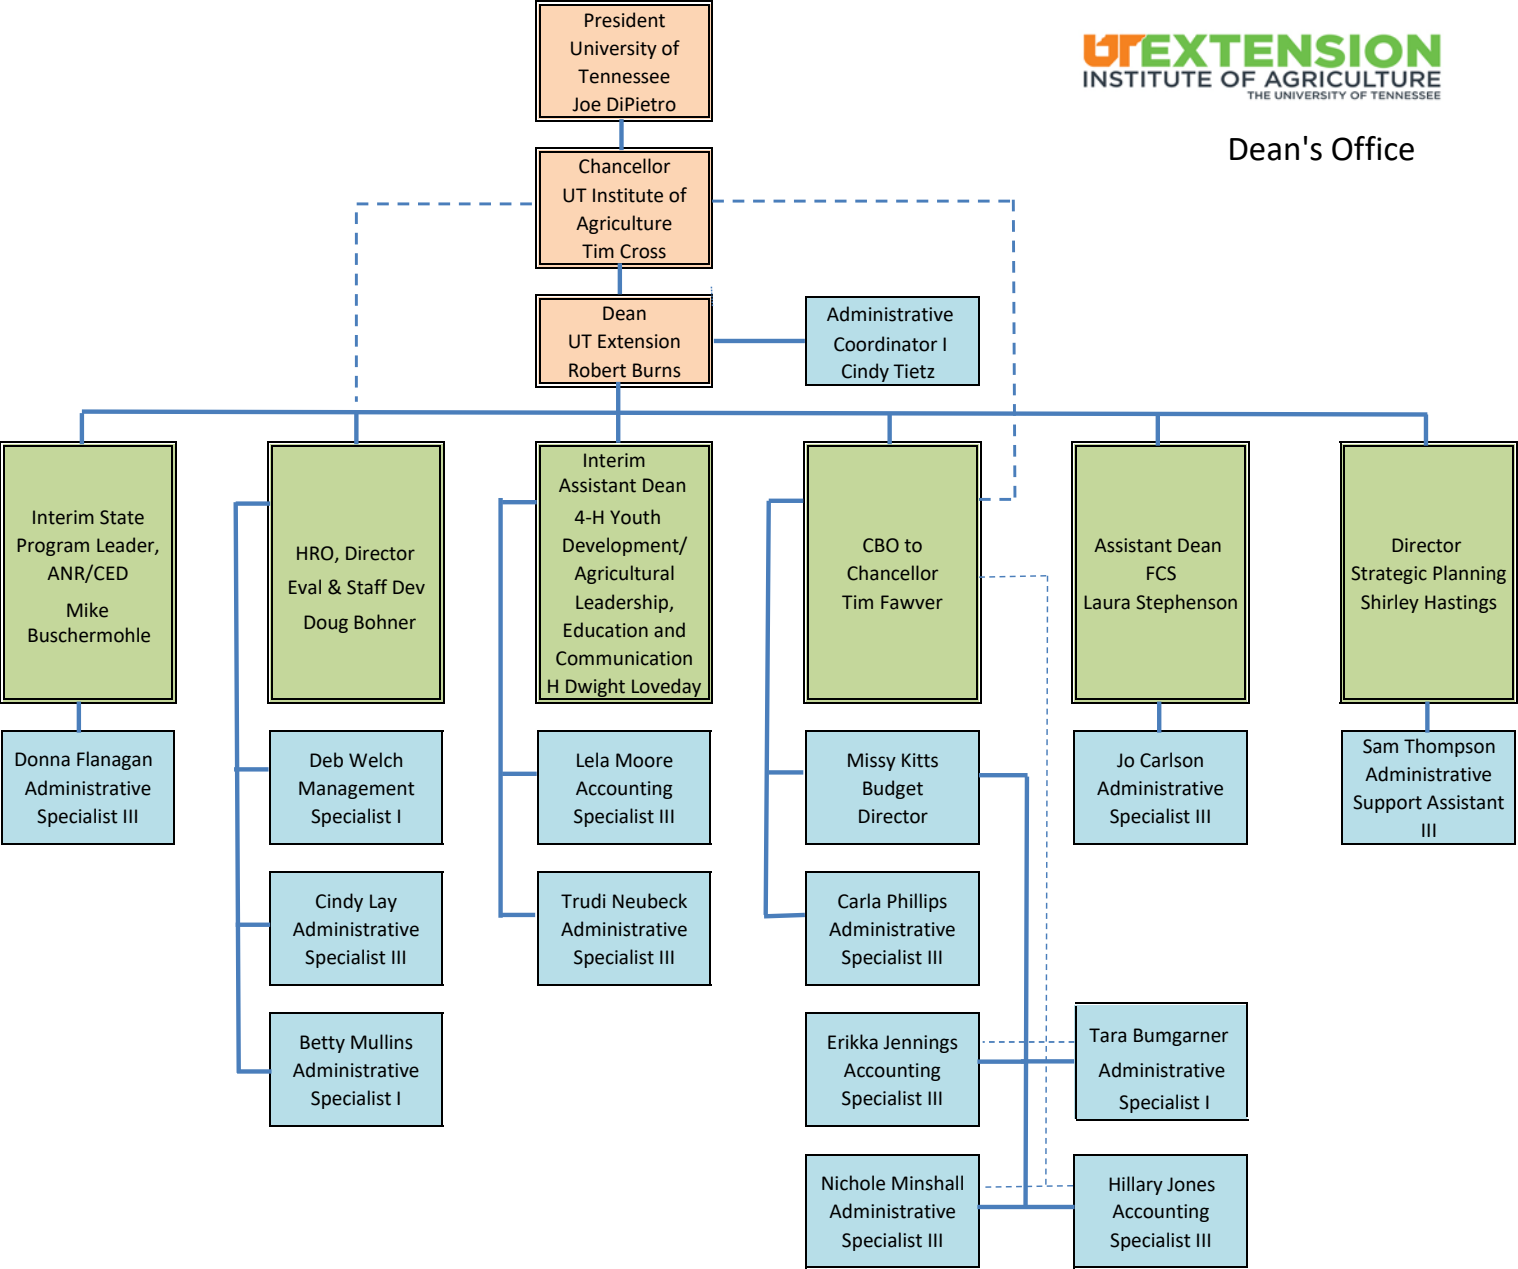 President
University of
Tennessee
Joe DiPietro
UTEXTENSION
INSTITUTE OF AGRICULTURE
THE UNIVERSITY OF TENNESSEE
Dean's Office
Chancellor
UT Institute of
Agriculture
Tim Cross
Dean
UT Extension
Robert Burns
Administrative
Coordinator I
Cindy Tietz
Interim State
Program Leader,
ANR/CED
Mike
Buschermohle
HRO, Director
Eval & Staff Dev
Doug Bohner
Interim
Assistant Dean
4-H Youth
Development/
Agricultural
Leadership,
Education and
Communication
H Dwight Loveday
CBO to
Chancellor
Tim Fawver
Assistant Dean
FCS
Laura Stephenson
Director
Strategic Planning
Shirley Hastings
Donna Flanagan
Administrative
Specialist III
Deb Welch
Management
Specialist I
Lela Moore
Accounting
Specialist III
Missy Kitts
Budget
Director
Jo Carlson
Administrative
Specialist III
Sam Thompson
Administrative
Support Assistant
III
Cindy Lay
Administrative
Specialist III
Trudi Neubeck
Administrative
Specialist III
Carla Phillips
Administrative
Specialist III
Betty Mullins
Administrative
Specialist I
Erikka Jennings
Accounting
Specialist III
Tara Bumgarner
Administrative
Specialist I
Nichole Minshall
Administrative
Specialist III
Hillary Jones
Accounting
Specialist III